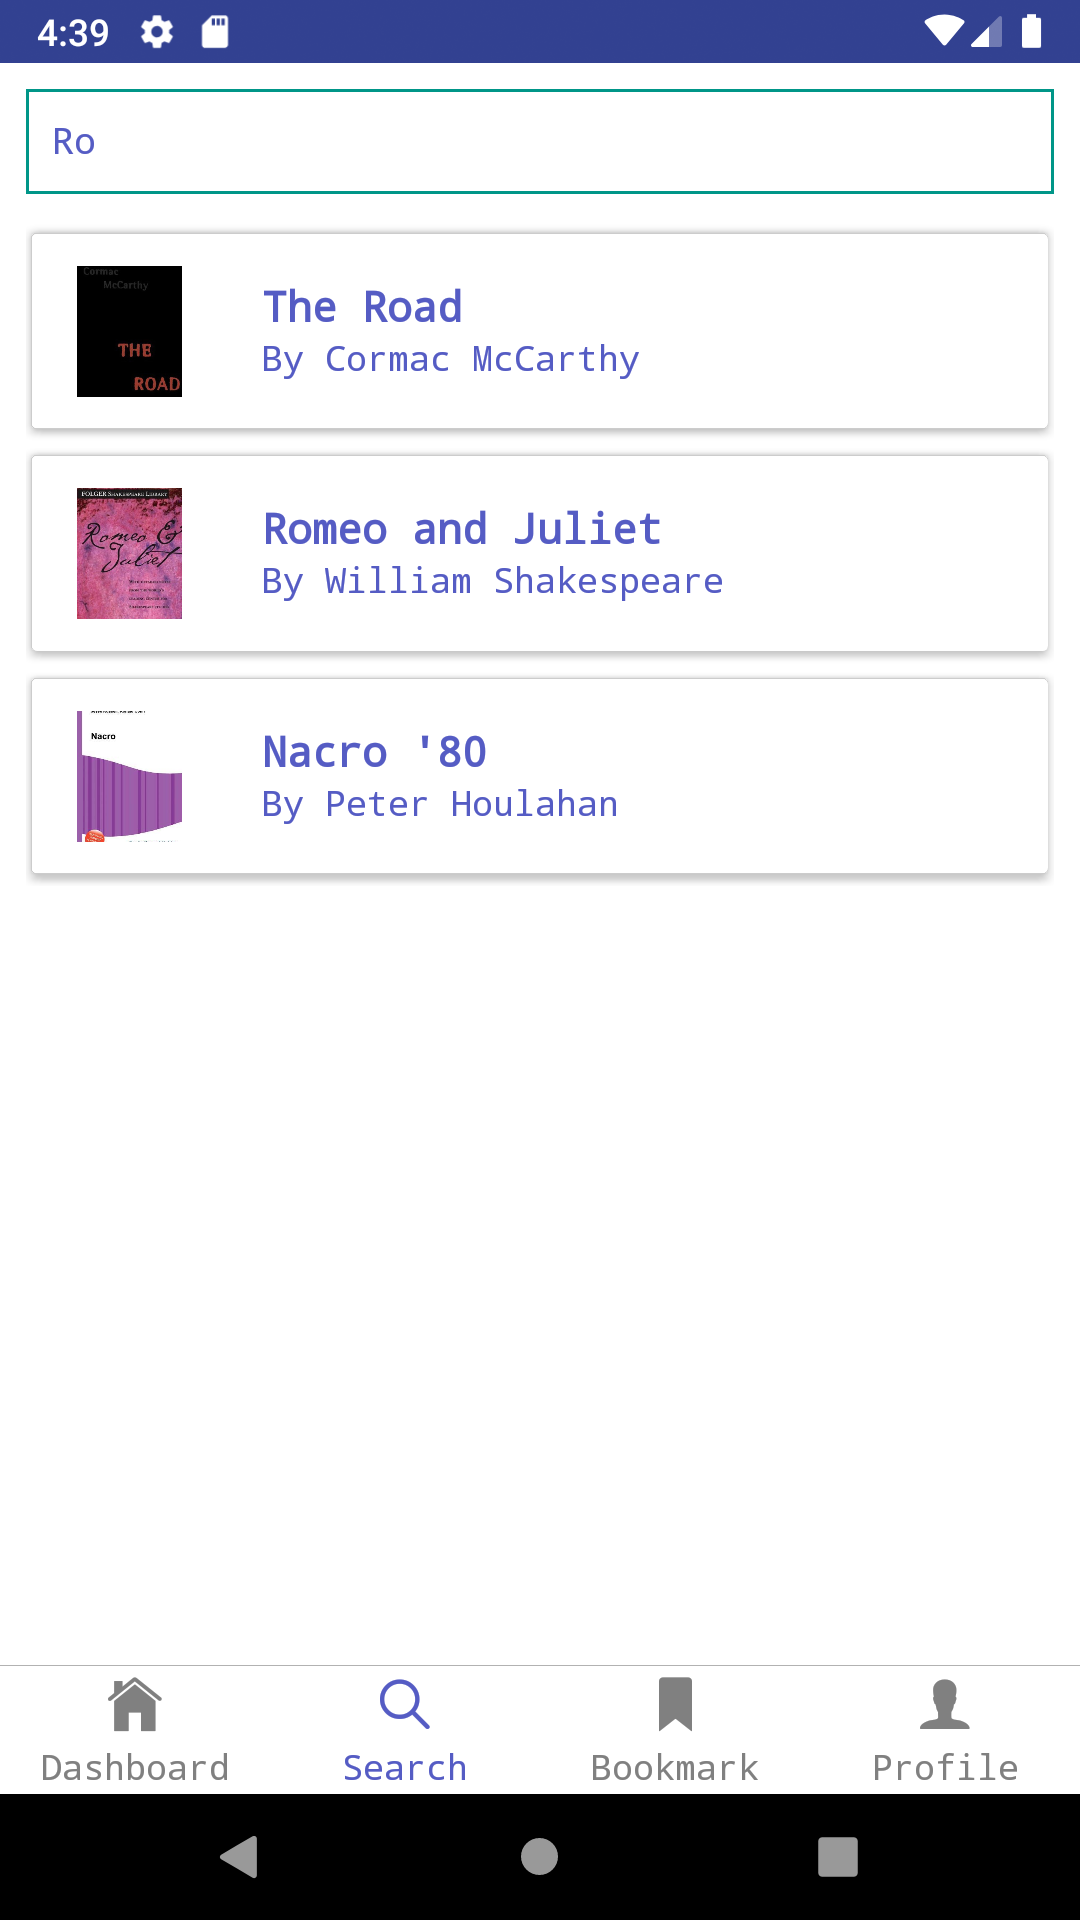 4:39
Ro
Cormac
McCarthy
THE
ROAD
The Road
By Cormac McCarthy
FOLGER SHAKESPEARE LIBRARY
Romeo &
Juliet
Romeo and Juliet
By William Shakespeare
Nacro
Nacro '80
By Peter Houlahan
Dashboard
Search
Bookmark
Profile